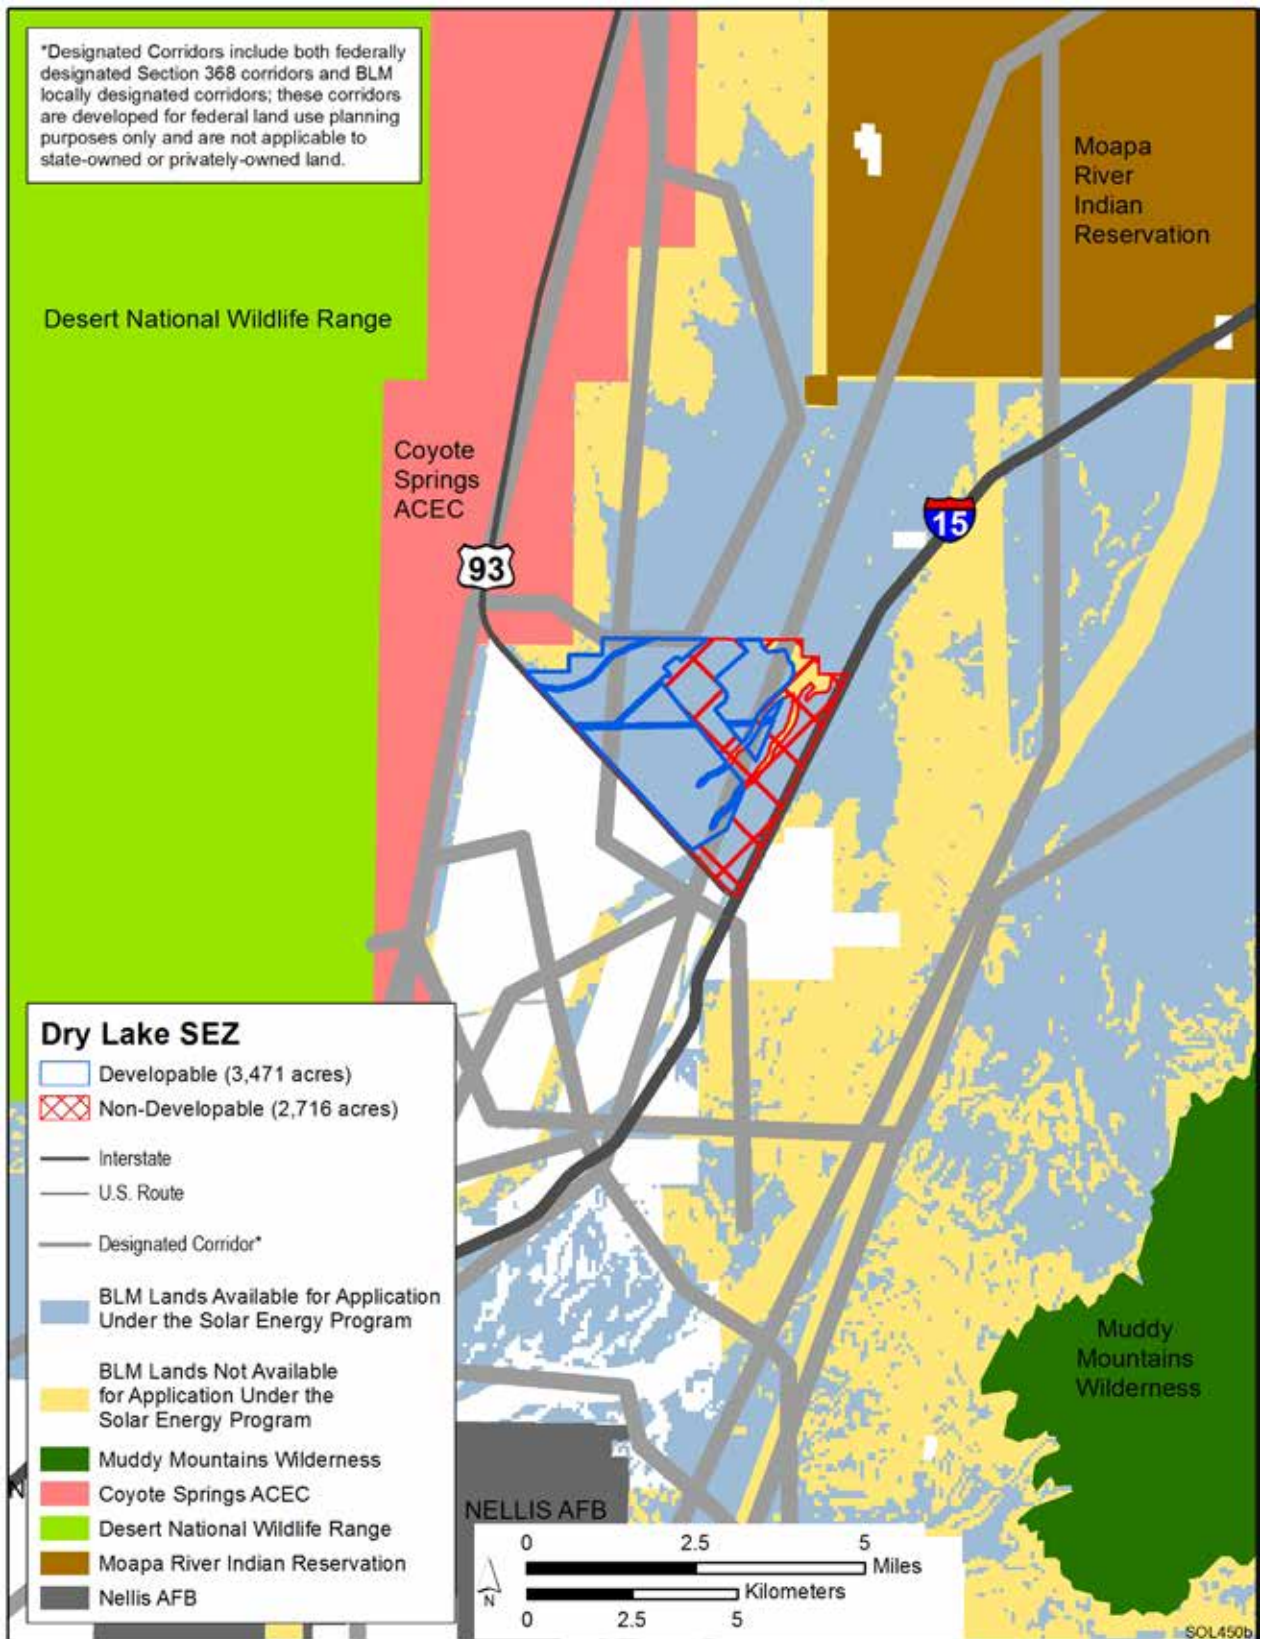 *Designated Corridors include both federally
designated Section 368 corridors and BLM
locally designated corridors; these corridors
are developed for federal land use planning
purposes only and are not applicable to
state-owned or privately-owned land.
Moapa
River
Indian
Reservation
Desert National Wildlife Range
Coyote
Springs
ACEC
15
93
Dry Lake SEZ
Developable (3,471 acres)
Non-Developable (2,716 acres)
Interstate
U.S. Route
Designated Corridor*
BLM Lands Available for Application
Under the Solar Energy Program
BLM Lands Not Available
for Application Under the
Solar Energy Program
Muddy Mountains Wilderness
Coyote Springs ACEC
Desert National Wildlife Range
Moapa River Indian Reservation
Nellis AFB
Muddy
Mountains
Wilderness
N
NELLIS AFB
0 2.5 5
Miles
N
Kilometers
0 2.5 5
SOL450b